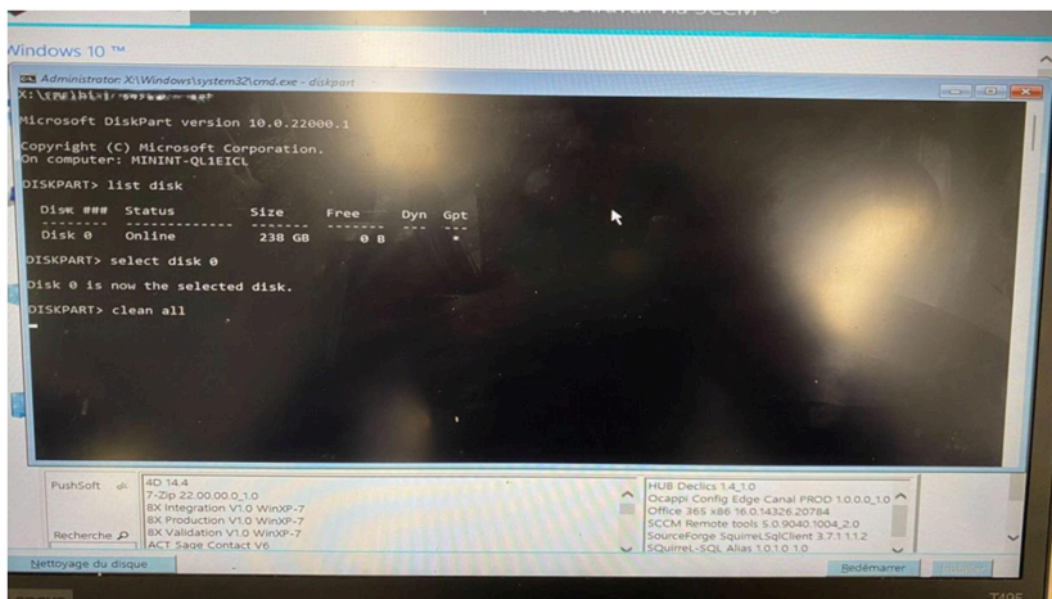 via SCCM
Windows 10 ™
Administrator: X:\Windows\system32\cmd.exe - diskpart
Microsoft DiskPart version 10.0.22000.1
Copyright (C) Microsoft Corporation.
On computer: MININT-QL1EICL
DISKPART> list disk
Disk ### Status Size Free Dyn Gpt
-------- ------------- ------- ------- --- ---
Disk 0 Online 238 GB 0 B *
DISKPART> select disk 0
Disk 0 is now the selected disk.
DISKPART> clean all
PushSoft
4D 14.4
7-Zip 22.00.00.0_1.0
8X Integration V1.0 WinXP-7
8X Production V1.0 WinXP-7
8X Validation V1.0 WinXP-7
ACT Sage Contact V6
Recherche
HUB Declics 1.4_1.0
Ocappi Config Edge Canal PROD 1.0.0.0_1.0
Office 365 x86 16.0.14326.20784
SCCM Remote tools 5.0.9040.1004_2.0
SourceForge SquirreLSqlClient 3.7.1 1.1.2
SQuirreL-SQL Alias 1.0.1.0 1.0
Nettoyage du disque
Redémarrer
T495